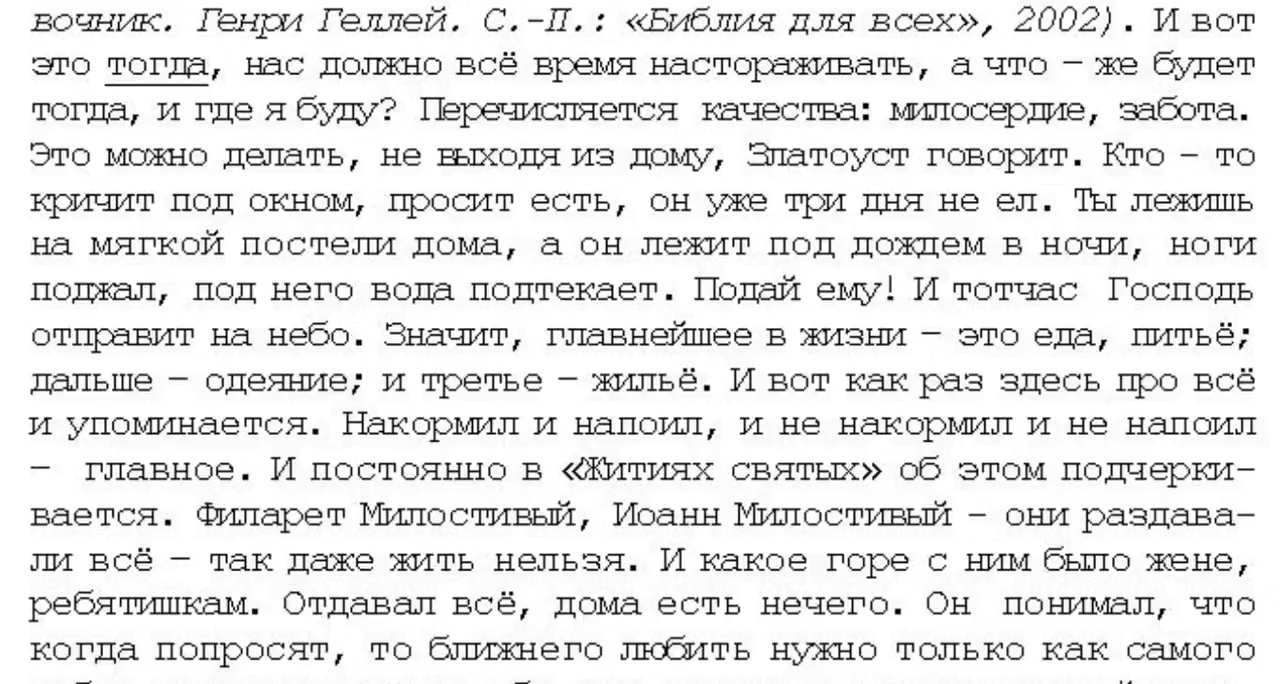 вочник. Генри Геллей. С.-П.: «Библия для всех», 2002). И вот
это тогда, нас должно всё время настораживать, а что – же будет
тогда, и где я буду? Перечисляется качества: милосердие, забота.
Это можно делать, не выходя из дому, Златоуст говорит. Кто – то
кричит под окном, просит есть, он уже три дня не ел. Ты лежишь
на мягкой постели дома, а он лежит под дождем в ночи, ноги
поджал, под него вода подтекает. Подай ему! И тотчас Господь
отправит на небо. Значит, главнейшее в жизни – это еда, питьё;
дальше – одеяние; и третье – жильё. И вот как раз здесь про всё
и упоминается. Накормил и напоил, и не накормил и не напоил
– главное. И постоянно в «Житиях святых» об этом подчерки-
вается. Филарет Милостивый, Иоанн Милостивый – они раздава-
ли всё – так даже жить нельзя. И какое горе с ним было жене,
ребятишкам. Отдавал всё, дома есть нечего. Он понимал, что
когда попросят, то ближнего любить нужно только как самого